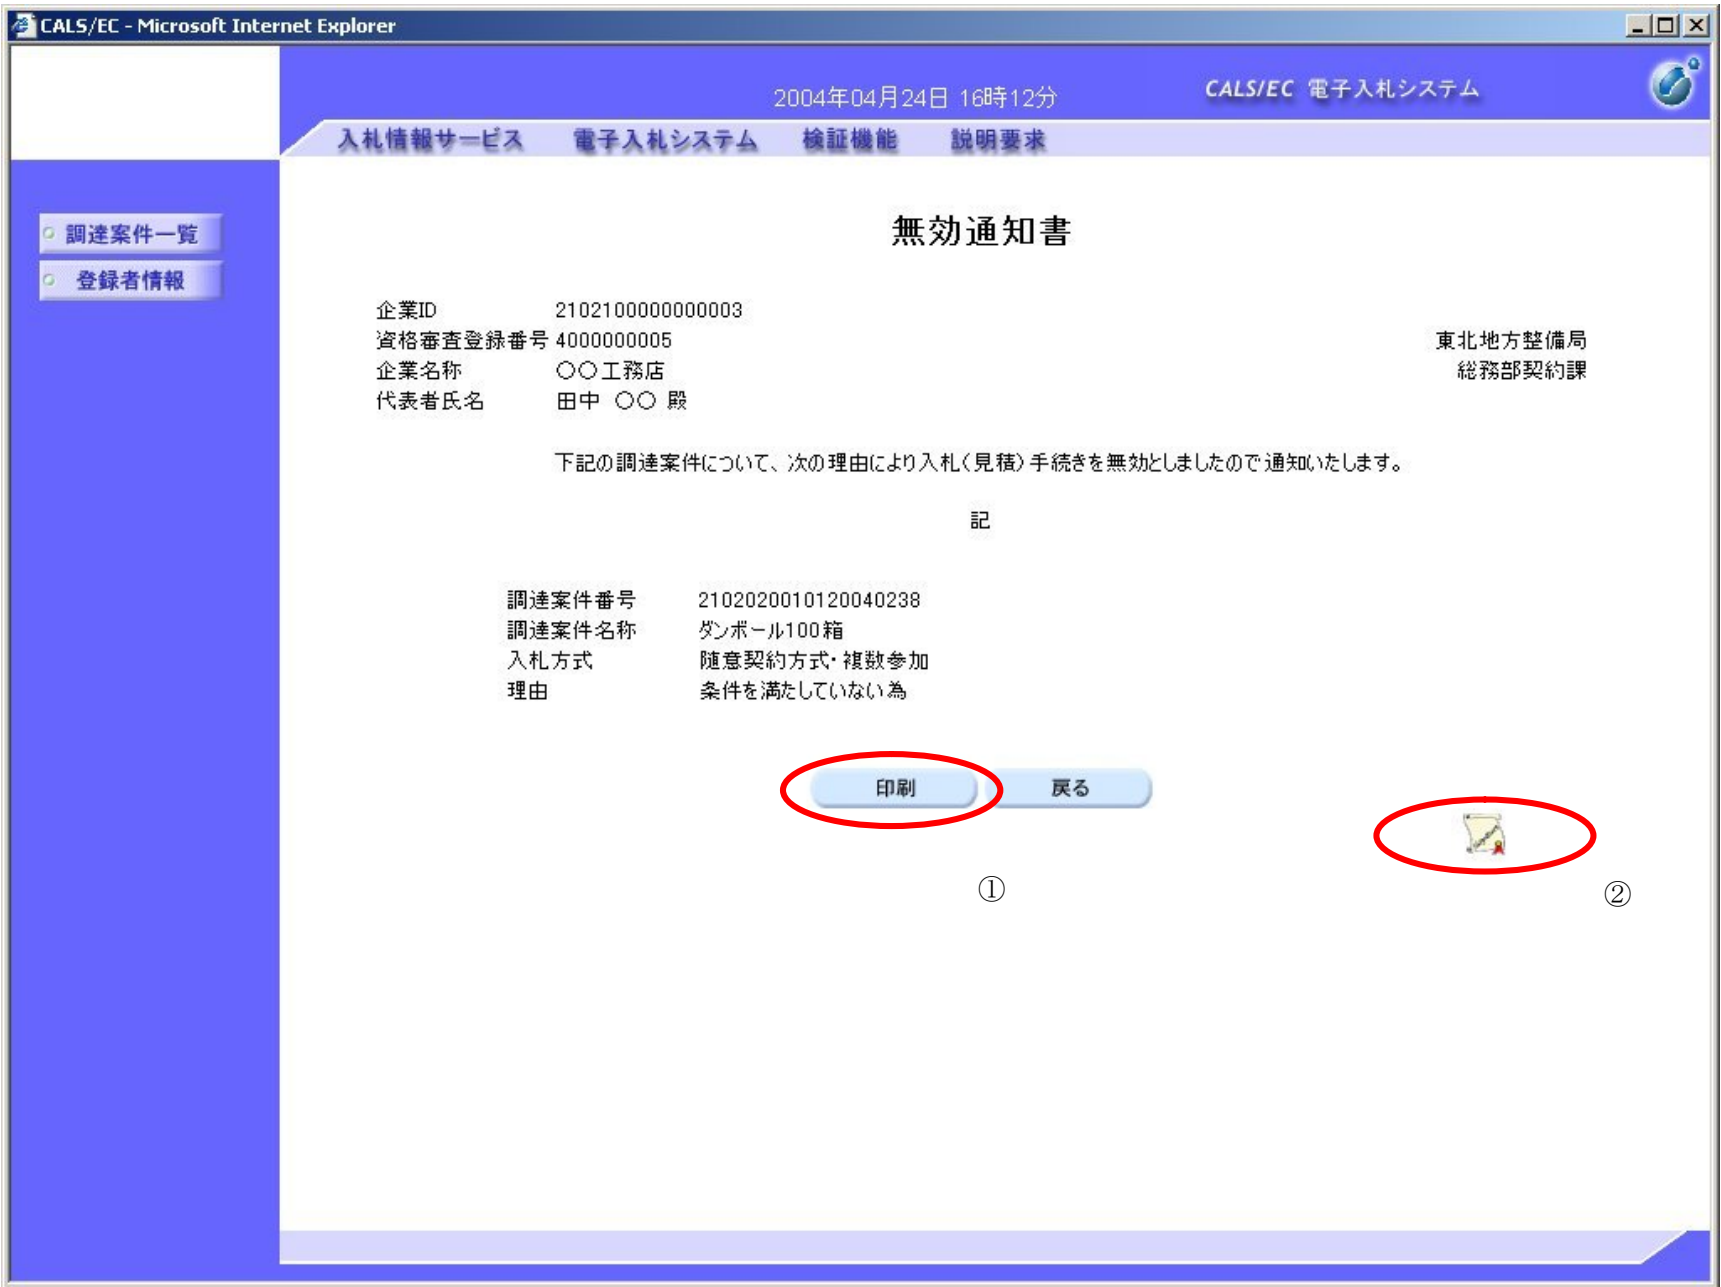 CALS/EC - Microsoft Internet Explorer
2004年04月24日 16時12分
CALS/EC 電子入札システム
入札情報サービス 電子入札システム 検証機能 説明要求
調達案件一覧
登録者情報
無効通知書
企業ID 2102100000000003
資格審査登録番号 4000000005
企業名称 〇〇工務店
代表者氏名 田中 〇〇 殿
東北地方整備局
総務部契約課
下記の調達案件について、次の理由により入札(見積)手続きを無効としましたので通知いたします。
記
調達案件番号 2102020010120040238
調達案件名称 ダンボール100箱
入札方式 随意契約方式・複数参加
理由 条件を満たしていない為
印刷 戻る
① ②